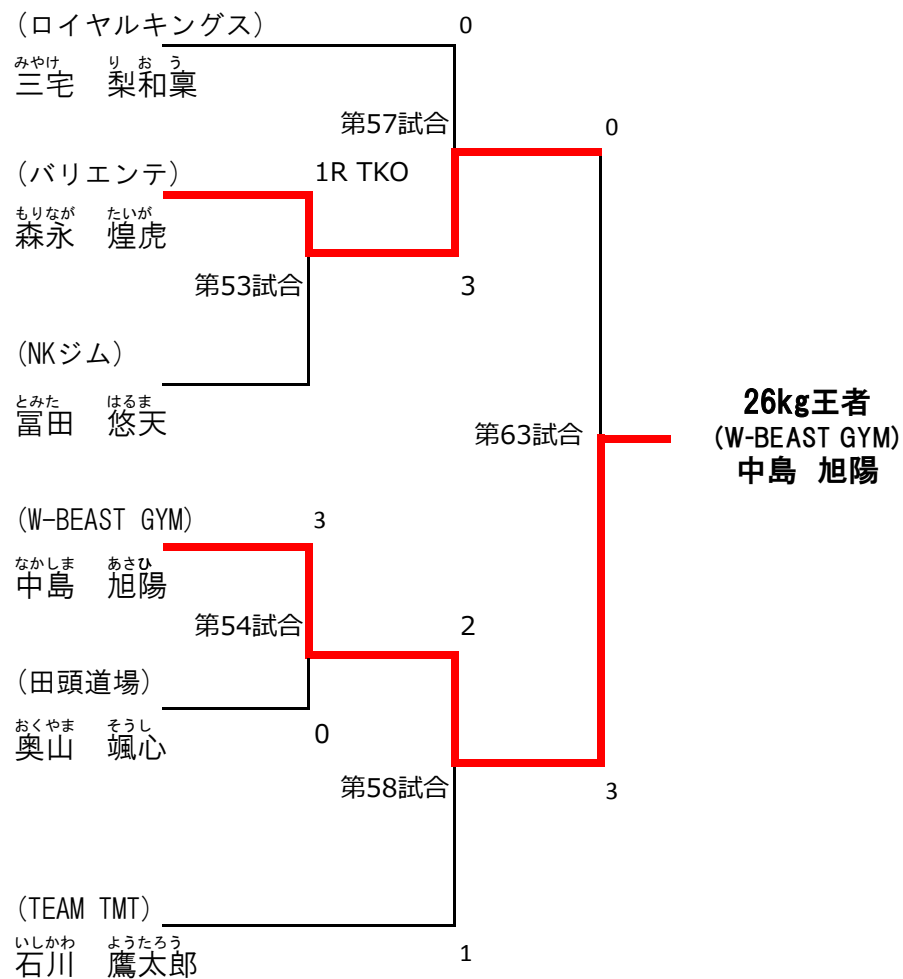 （ロイヤルキングス）
0
みやけ りおう
三宅 梨和稟
第57試合
0
（バリエンテ）
1R TKO
もりなが たいが
森永 煌虎
第53試合
3
（NKジム）
とみた はるま
冨田 悠天
26kg王者
第63試合
(W-BEAST GYM)
中島 旭陽
(W-BEAST GYM)
3
なかしま あさひ
中島 旭陽
第54試合
2
（田頭道場）
おくやま そうし
奥山 颯心
0
第58試合
3
(TEAM TMT)
いしかわ ようたろう
石川 鷹太郎
1